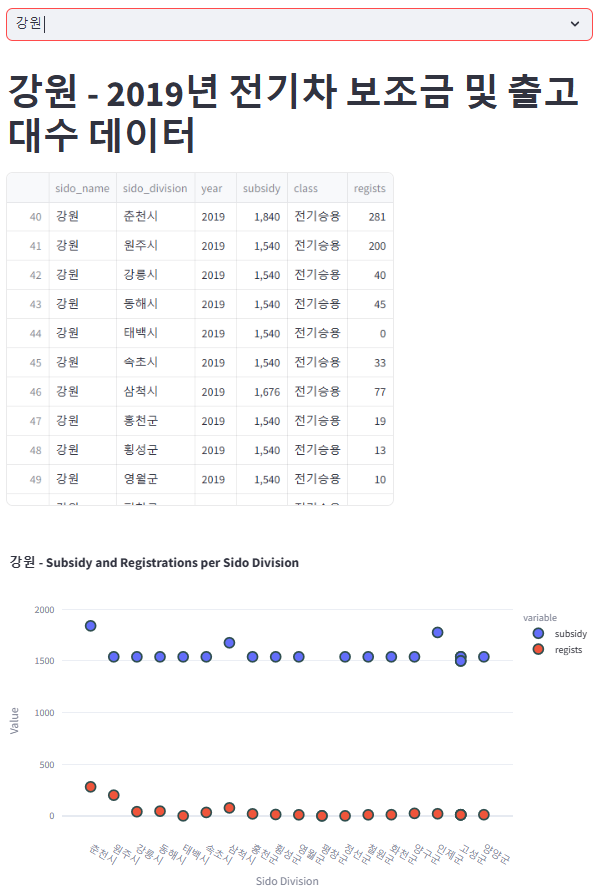 강원
강원 - 2019년 전기차 보조금 및 출고
대수 데이터
sido_name sido_division year subsidy class regists
40 강원 춘천시 2019 1,840 전기승용 281
41 강원 원주시 2019 1,540 전기승용 200
42 강원 강릉시 2019 1,540 전기승용 40
43 강원 동해시 2019 1,540 전기승용 45
44 강원 태백시 2019 1,540 전기승용 0
45 강원 속초시 2019 1,540 전기승용 33
46 강원 삼척시 2019 1,676 전기승용 77
47 강원 홍천군 2019 1,540 전기승용 19
48 강원 횡성군 2019 1,540 전기승용 13
49 강원 영월군 2019 1,540 전기승용 10
강원 - Subsidy and Registrations per Sido Division
variable
subsidy
regists
2000
1500
1000
500
0
Value
춘천시 원주시 강릉시 동해시 태백시 속초시 삼척시 홍천군 횡성군 영월군 평창군 정선군 철원군 화천군 양구군 인제군 고성군 양양군
Sido Division